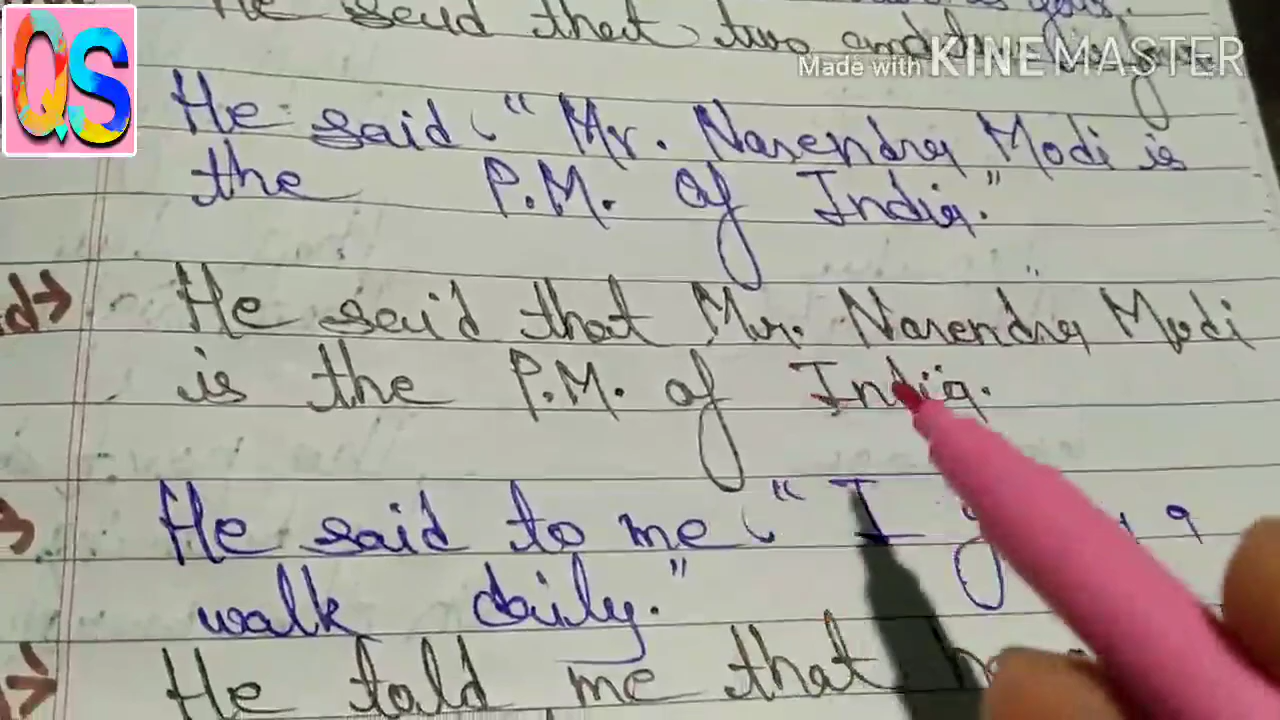 QS
Made with KINEMASTER
He said that two and
He said, "Mr. Narendra Modi is
the P.M. of India."
He said that Mr. Narendra Modi
is the P.M. of India.
He said to me, "I
walk daily."
He told me that